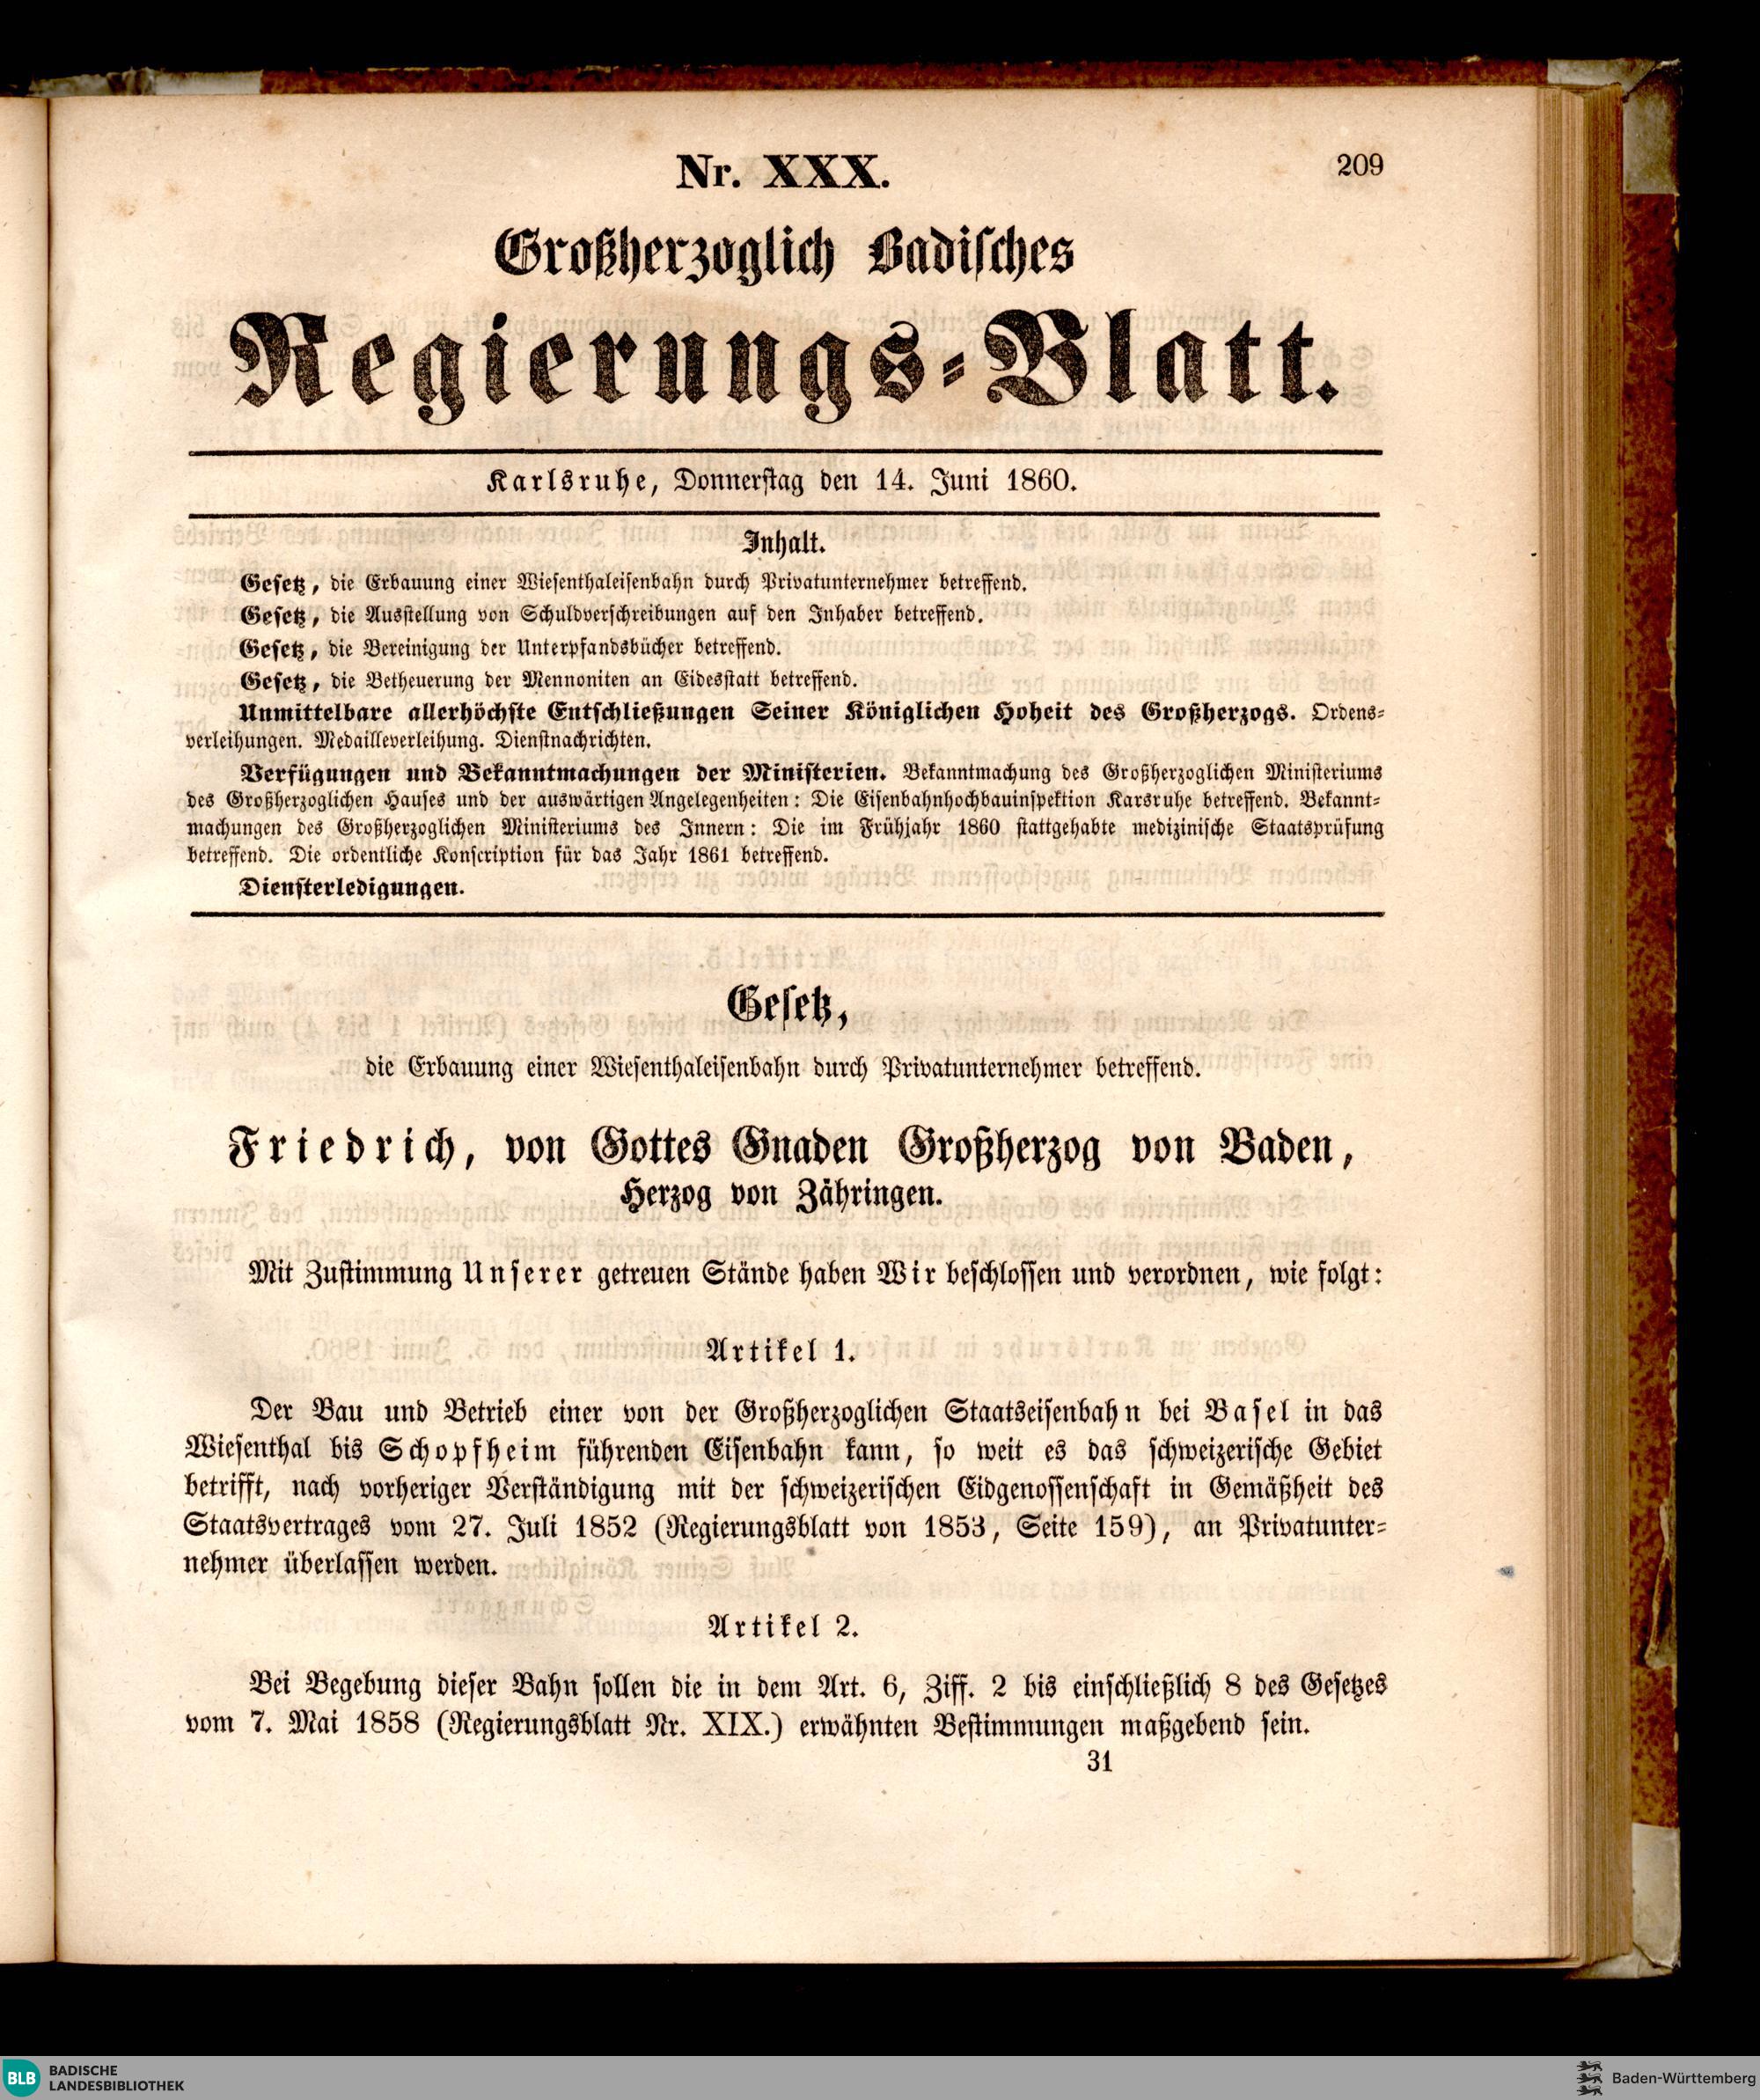 Nr. XXX.
209
Großherzoglich Badisches
Regierungs-Blatt.
Karlsruhe, Donnerstag den 14. Juni 1860.
Inhalt.
Gesetz, die Erbauung einer Wiesenthaleisenbahn durch Privatunternehmer betreffend.
Gesetz, die Ausstellung von Schuldverschreibungen auf den Inhaber betreffend.
Gesetz, die Bereinigung der Unterpfandsbücher betreffend.
Gesetz, die Betheuerung der Mennoniten an Eidesstatt betreffend.
Unmittelbare allerhöchste Entschließungen Seiner Königlichen Hoheit des Großherzogs. Ordens-
verleihungen. Medailleverleihung. Dienstnachrichten.
Verfügungen und Bekanntmachungen der Ministerien. Bekanntmachung des Großherzoglichen Ministeriums
des Großherzoglichen Hauses und der auswärtigen Angelegenheiten: Die Eisenbahnhochbauinspektion Karsruhe betreffend. Bekannt-
machungen des Großherzoglichen Ministeriums des Innern: Die im Frühjahr 1860 stattgehabte medizinische Staatsprüfung
betreffend. Die ordentliche Konscription für das Jahr 1861 betreffend.
Diensterledigungen.
Gesetz,
die Erbauung einer Wiesenthaleisenbahn durch Privatunternehmer betreffend.
Friedrich, von Gottes Gnaden Großherzog von Baden,
Herzog von Zähringen.
Mit Zustimmung Unserer getreuen Stände haben Wir beschlossen und verordnen, wie folgt:
Artikel 1.
Der Bau und Betrieb einer von der Großherzoglichen Staatseisenbahn bei Basel in das
Wiesenthal bis Schopfheim führenden Eisenbahn kann, so weit es das schweizerische Gebiet
betrifft, nach vorheriger Verständigung mit der schweizerischen Eidgenossenschaft in Gemäßheit des
Staatsvertrages vom 27. Juli 1852 (Regierungsblatt von 1853, Seite 159), an Privatunter-
nehmer überlassen werden.
Artikel 2.
Bei Begebung dieser Bahn sollen die in dem Art. 6, Ziff. 2 bis einschließlich 8 des Gesetzes
vom 7. Mai 1858 (Regierungsblatt Nr. XIX.) erwähnten Bestimmungen maßgebend sein.
31
BLB BADISCHE
LANDESBIBLIOTHEK
Baden-Württemberg